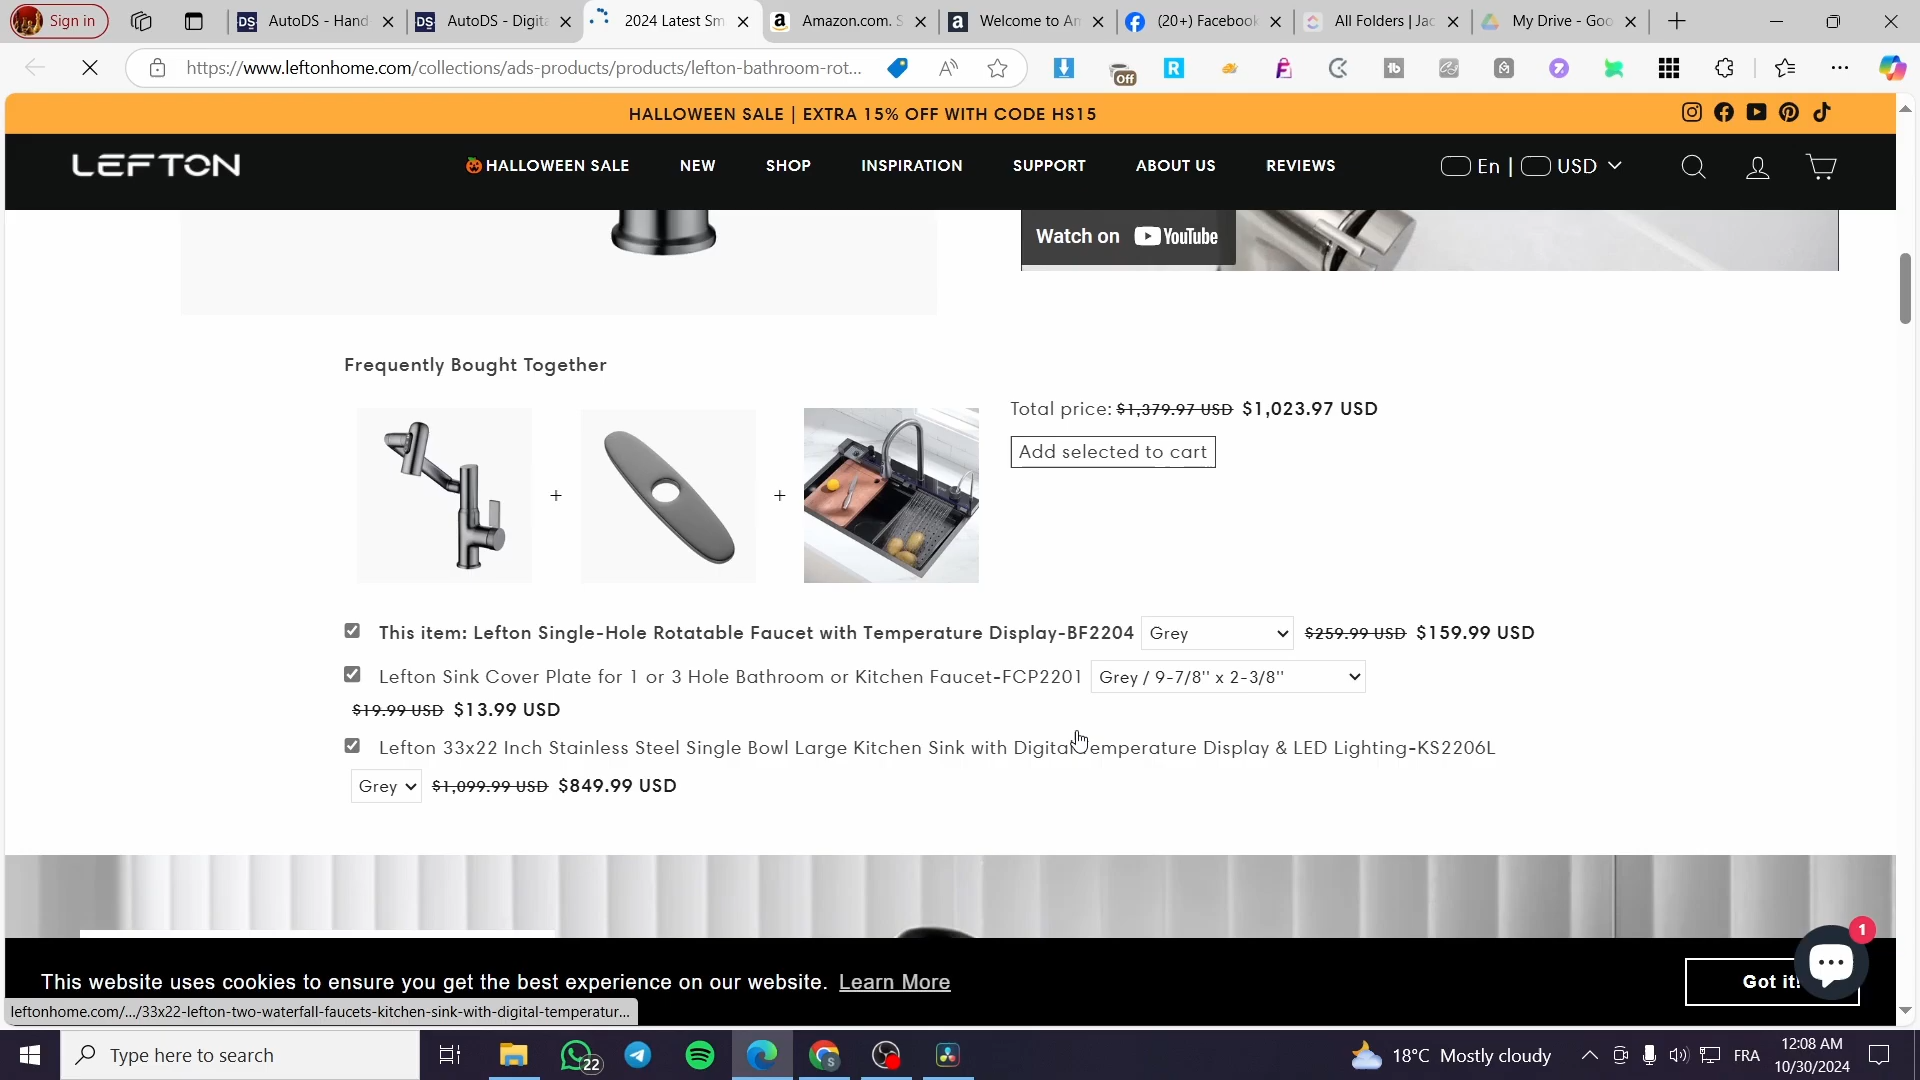 Sign in
AutoDS - Hand
AutoDS - Digita
2024 Latest Sm
Amazon.com. S
Welcome to Am
(20+) Facebook
All Folders | Jac
My Drive - Goo
https://www.leftonhome.com/collections/ads-products/products/lefton-bathroom-rot...
Off
HALLOWEEN SALE | EXTRA 15% OFF WITH CODE HS15
LEFTON
🎃HALLOWEEN SALE
NEW
SHOP
INSPIRATION
SUPPORT
ABOUT US
REVIEWS
En | USD
Watch on YouTube
Frequently Bought Together
Total price: $1,379.97 USD $1,023.97 USD
Add selected to cart
+
+
This item: Lefton Single-Hole Rotatable Faucet with Temperature Display-BF2204 Grey $259.99 USD $159.99 USD
Lefton Sink Cover Plate for 1 or 3 Hole Bathroom or Kitchen Faucet-FCP2201 Grey / 9-7/8'' x 2-3/8''
$19.99 USD $13.99 USD
Lefton 33x22 Inch Stainless Steel Single Bowl Large Kitchen Sink with Digital Temperature Display & LED Lighting-KS2206L
Grey $1,099.99 USD $849.99 USD
1
This website uses cookies to ensure you get the best experience on our website. Learn More
Got it!
leftonhome.com/.../33x22-lefton-two-waterfall-faucets-kitchen-sink-with-digital-temperatur...
Type here to search
22
18°C Mostly cloudy
FRA
12:08 AM
10/30/2024